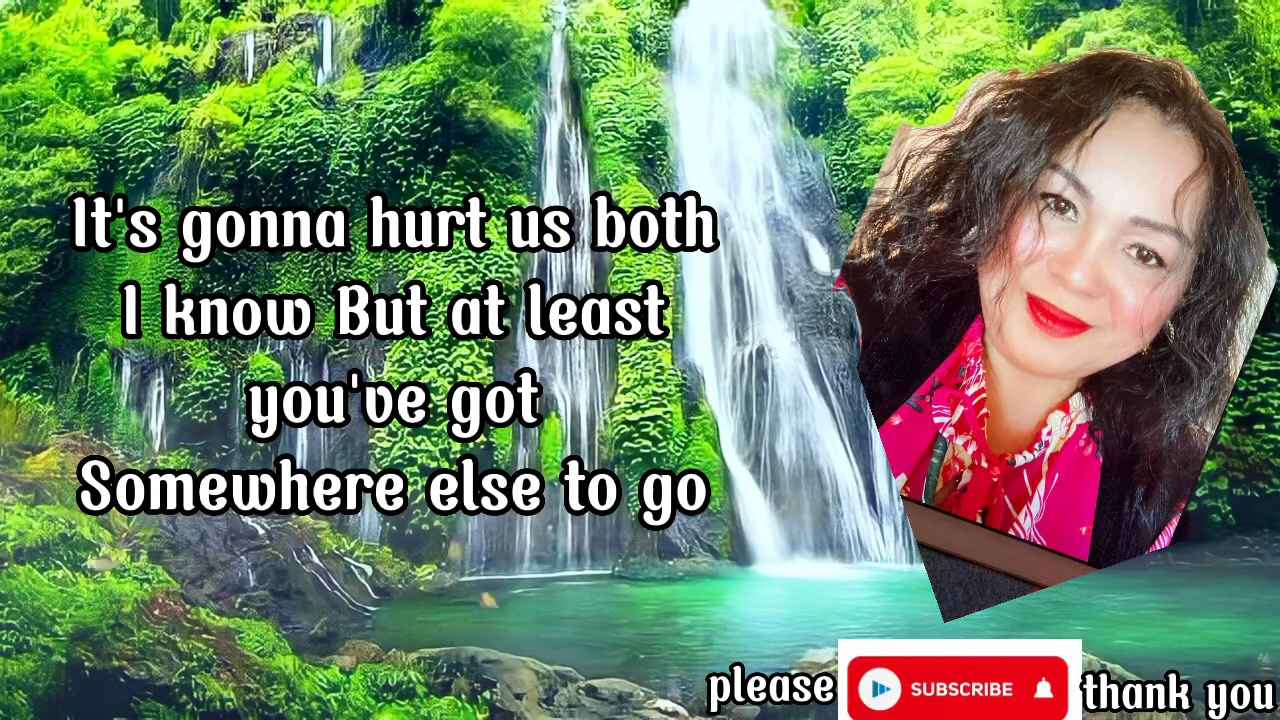 It's gonna hurt us both
I know But at least
you've got
Somewhere else to go
please SUBSCRIBE thank you